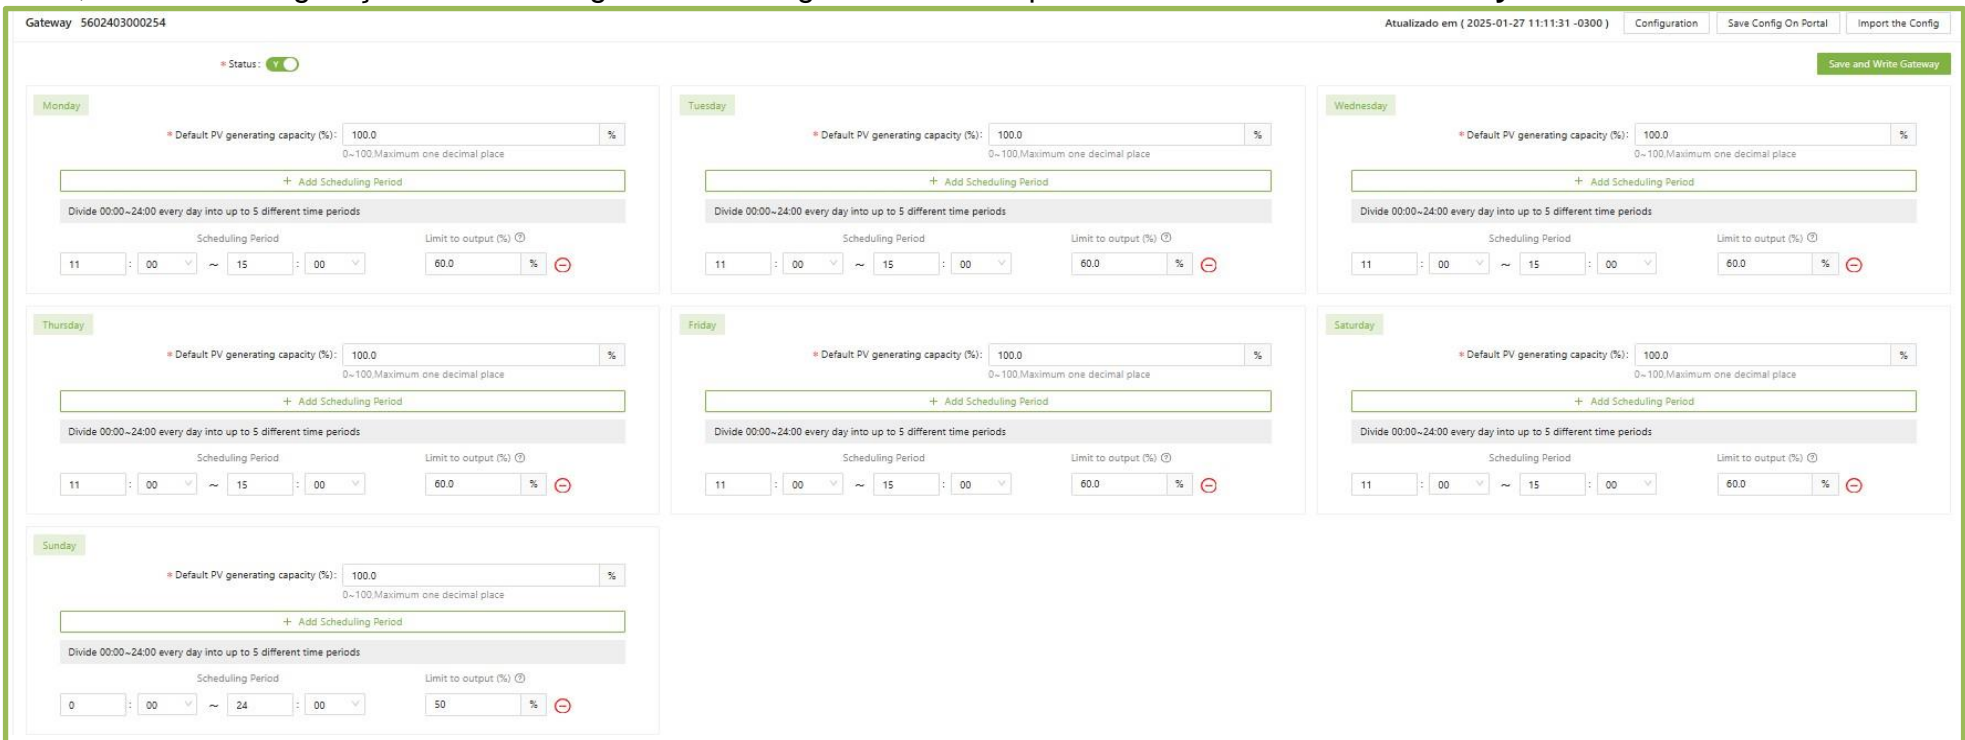 Gateway 5602403000254 Atualizado em ( 2025-01-27 11:11:31 -0300 ) Configuration Save Config On Portal Import the Config
* Status : Y Save and Write Gateway
Monday
* Default PV generating capacity (%): 100.0 %
0~100,Maximum one decimal place
+ Add Scheduling Period
Divide 00:00~24:00 every day into up to 5 different time periods
Scheduling Period Limit to output (%) ?
11 : 00 ~ 15 : 00 60.0 %
Tuesday
* Default PV generating capacity (%): 100.0 %
0~100,Maximum one decimal place
+ Add Scheduling Period
Divide 00:00~24:00 every day into up to 5 different time periods
Scheduling Period Limit to output (%) ?
11 : 00 ~ 15 : 00 60.0 %
Wednesday
* Default PV generating capacity (%): 100.0 %
0~100,Maximum one decimal place
+ Add Scheduling Period
Divide 00:00~24:00 every day into up to 5 different time periods
Scheduling Period Limit to output (%) ?
11 : 00 ~ 15 : 00 60.0 %
Thursday
* Default PV generating capacity (%): 100.0 %
0~100,Maximum one decimal place
+ Add Scheduling Period
Divide 00:00~24:00 every day into up to 5 different time periods
Scheduling Period Limit to output (%) ?
11 : 00 ~ 15 : 00 60.0 %
Friday
* Default PV generating capacity (%): 100.0 %
0~100,Maximum one decimal place
+ Add Scheduling Period
Divide 00:00~24:00 every day into up to 5 different time periods
Scheduling Period Limit to output (%) ?
11 : 00 ~ 15 : 00 60.0 %
Saturday
* Default PV generating capacity (%): 100.0 %
0~100,Maximum one decimal place
+ Add Scheduling Period
Divide 00:00~24:00 every day into up to 5 different time periods
Scheduling Period Limit to output (%) ?
11 : 00 ~ 15 : 00 60.0 %
Sunday
* Default PV generating capacity (%): 100.0 %
0~100,Maximum one decimal place
+ Add Scheduling Period
Divide 00:00~24:00 every day into up to 5 different time periods
Scheduling Period Limit to output (%) ?
0 : 00 ~ 24 : 00 50 %